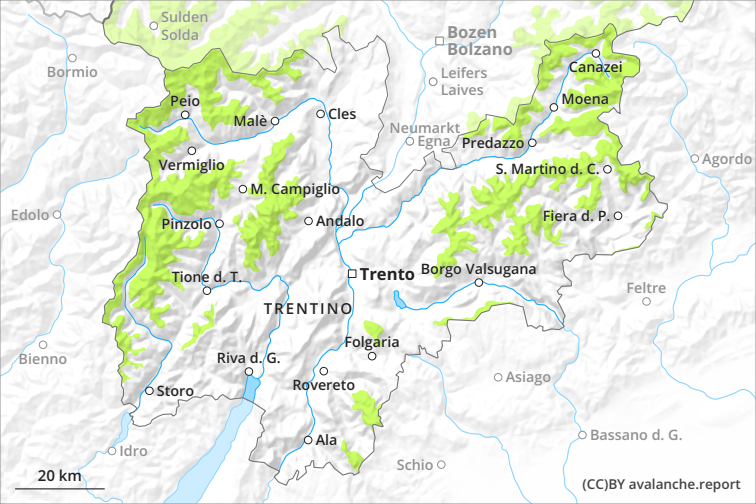 Sulden
Solda
Bozen
Bolzano
Bormio
Canazei
Leifers
Laives
Peio
Moena
Malè
Cles
Neumarkt
Egna
Predazzo
Agordo
Vermiglio
S. Martino d. C.
M. Campiglio
Edolo
Fiera d. P.
Pinzolo
Andalo
Tione d. T.
Trento
Borgo Valsugana
Feltre
TRENTINO
Folgaria
Bienno
Riva d. G.
Rovereto
Asiago
Storo
Ala
Bassano d. G.
Idro
Schio
20 km
(CC)BY avalanche.report